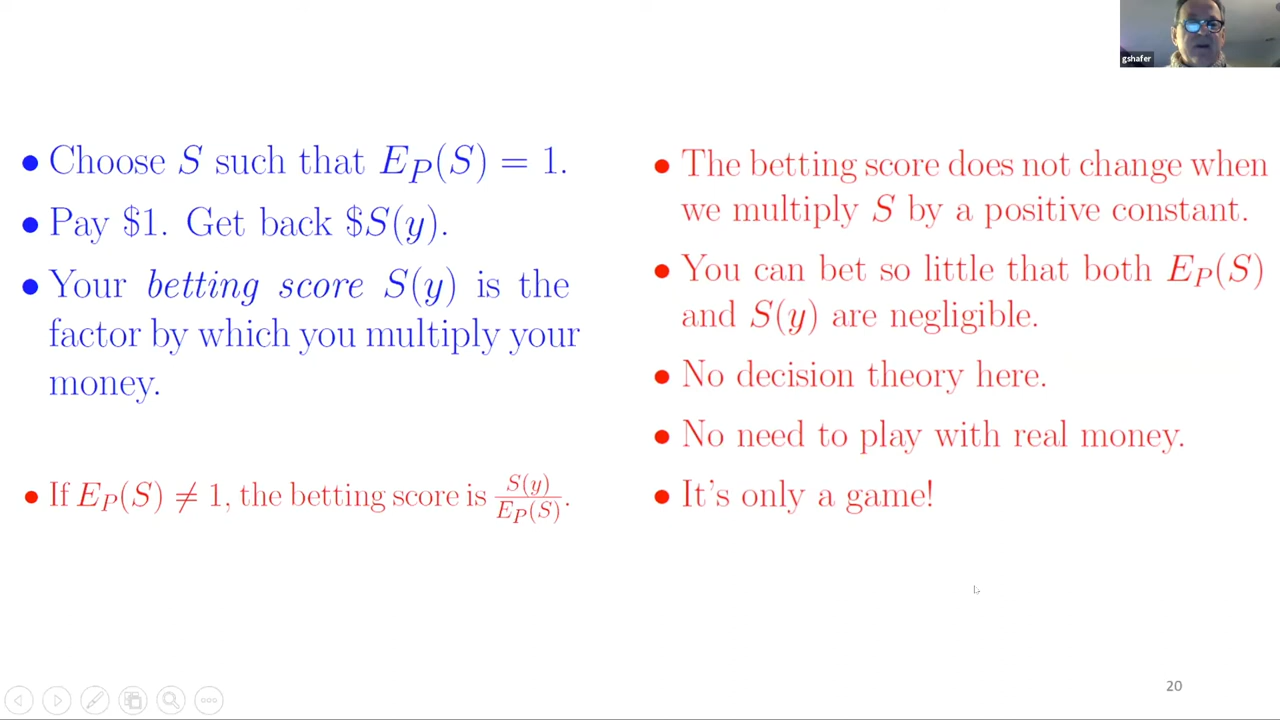 gshafer
• Choose S such that E_P(S) = 1.
• Pay $1. Get back $S(y).
• Your betting score S(y) is the
factor by which you multiply your
money.
• If E_P(S) ≠ 1, the betting score is S(y)/E_P(S).
• The betting score does not change when
we multiply S by a positive constant.
• You can bet so little that both E_P(S)
and S(y) are negligible.
• No decision theory here.
• No need to play with real money.
• It's only a game!
20